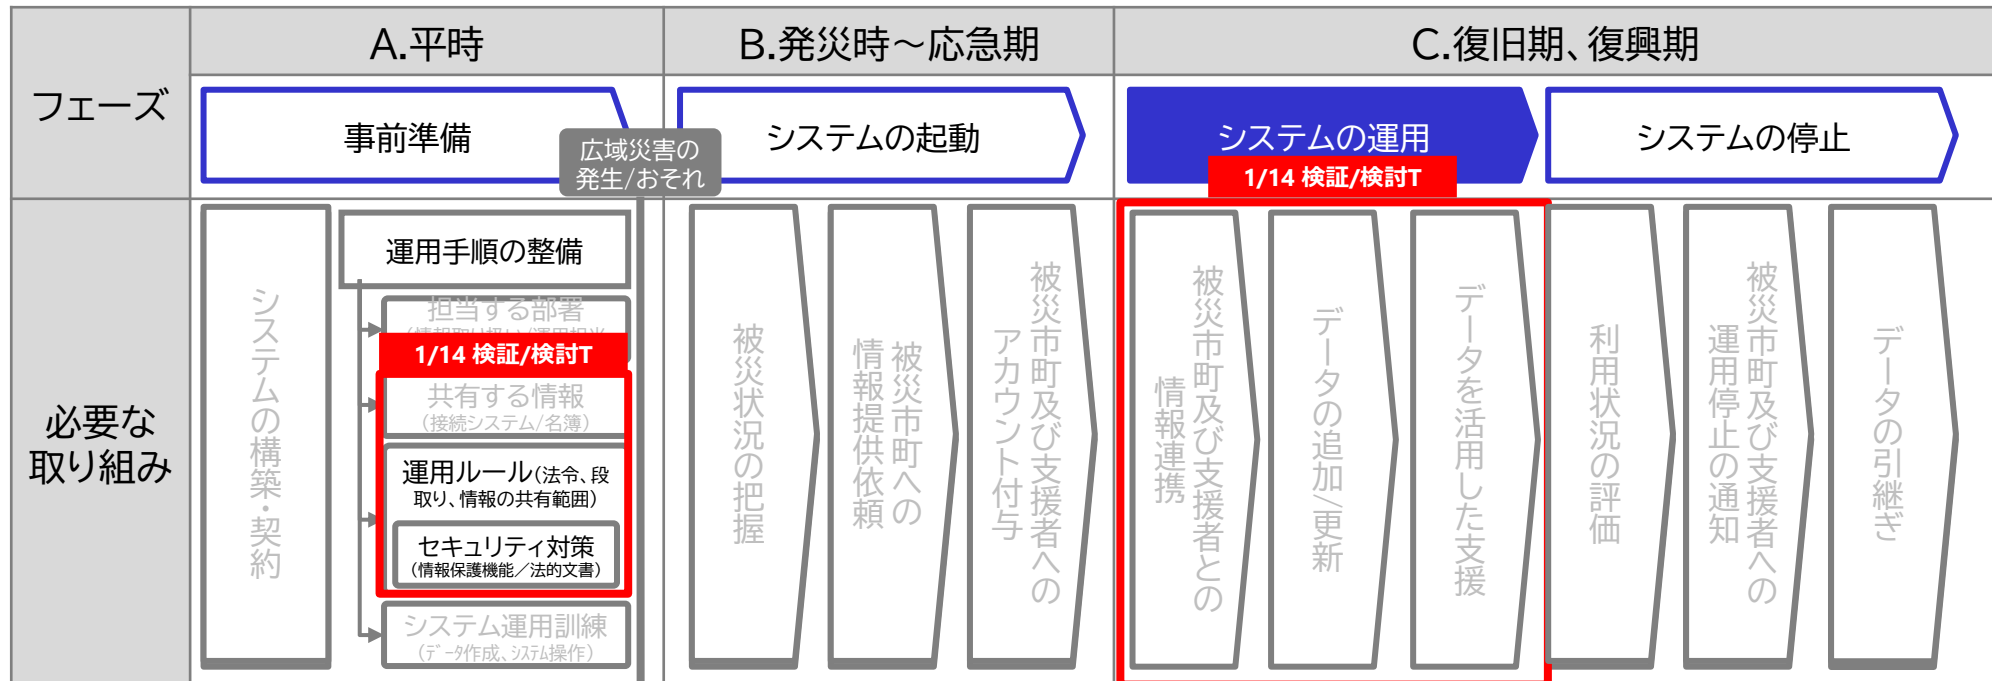 フェーズ
A.平時
B.発災時～応急期
C.復旧期、復興期
事前準備
広域災害の
発生/おそれ
システムの起動
システムの運用
1/14 検証/検討T
システムの停止
必要な
取り組み
システムの構築・契約
運用手順の整備
担当する部署
1/14 検証/検討T
共有する情報
(接続システム/名簿)
運用ルール(法令、段
取り、情報の共有範囲)
セキュリティ対策
(情報保護機能／法的文書)
システム運用訓練
(ﾃﾞｰﾀ作成、ｼｽﾃﾑ操作)
被災状況の把握
被災市町への
情報提供依頼
被災市町及び支援者への
アカウント付与
被災市町及び支援者との
情報連携
データの追加/更新
データを活用した支援
利用状況の評価
被災市町及び支援者への
運用停止の通知
データの引継ぎ